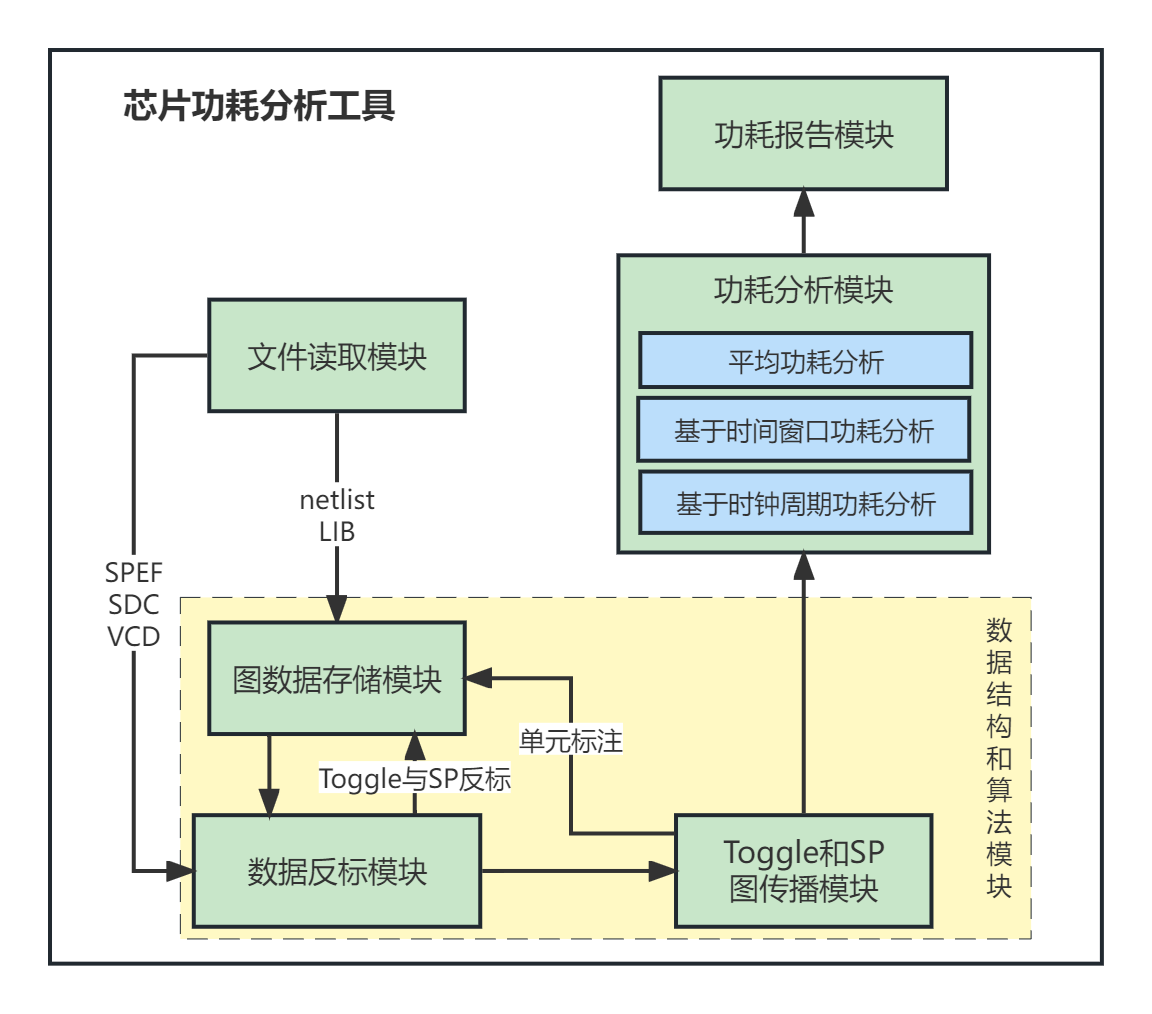 芯片功耗分析工具
功耗报告模块
功耗分析模块
平均功耗分析
基于时间窗口功耗分析
基于时钟周期功耗分析
文件读取模块
netlist
LIB
SPEF
SDC
VCD
图数据存储模块
单元标注
Toggle与SP反标
数据反标模块
Toggle和SP
图传播模块
数据结构和算法模块